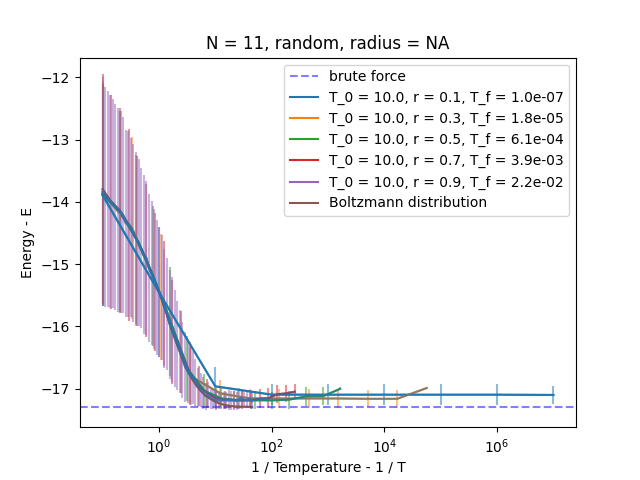 N = 11, random, radius = NA
brute force
T_0 = 10.0, r = 0.1, T_f = 1.0e-07
T_0 = 10.0, r = 0.3, T_f = 1.8e-05
T_0 = 10.0, r = 0.5, T_f = 6.1e-04
T_0 = 10.0, r = 0.7, T_f = 3.9e-03
T_0 = 10.0, r = 0.9, T_f = 2.2e-02
Boltzmann distribution
Energy - E
−12
−13
−14
−15
−16
−17
10⁰ 10² 10⁴ 10⁶
1 / Temperature - 1 / T